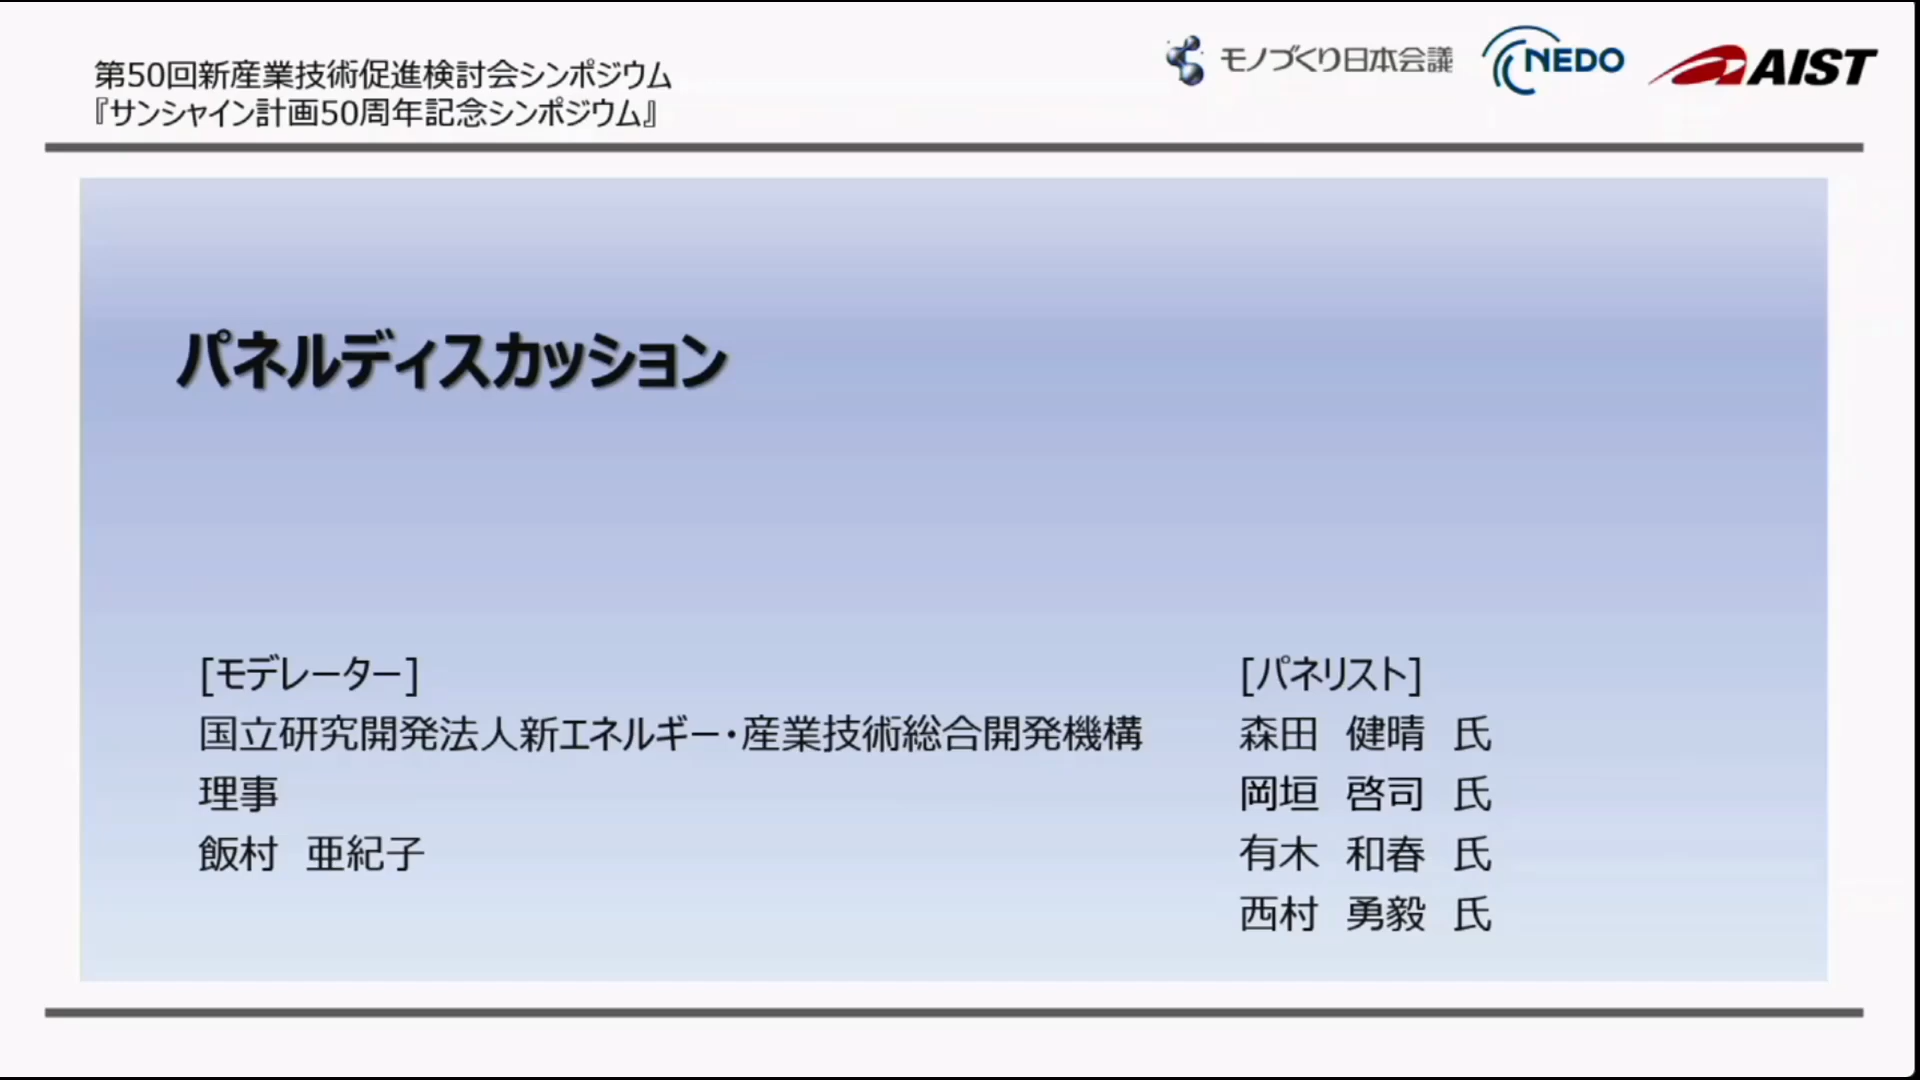 第50回新産業技術促進検討会シンポジウム
『サンシャイン計画50周年記念シンポジウム』
モノづくり日本会議
NEDO
AIST
パネルディスカッション
[モデレーター]
国立研究開発法人新エネルギー・産業技術総合開発機構
理事
飯村 亜紀子
[パネリスト]
森田 健晴 氏
岡垣 啓司 氏
有木 和春 氏
西村 勇毅 氏